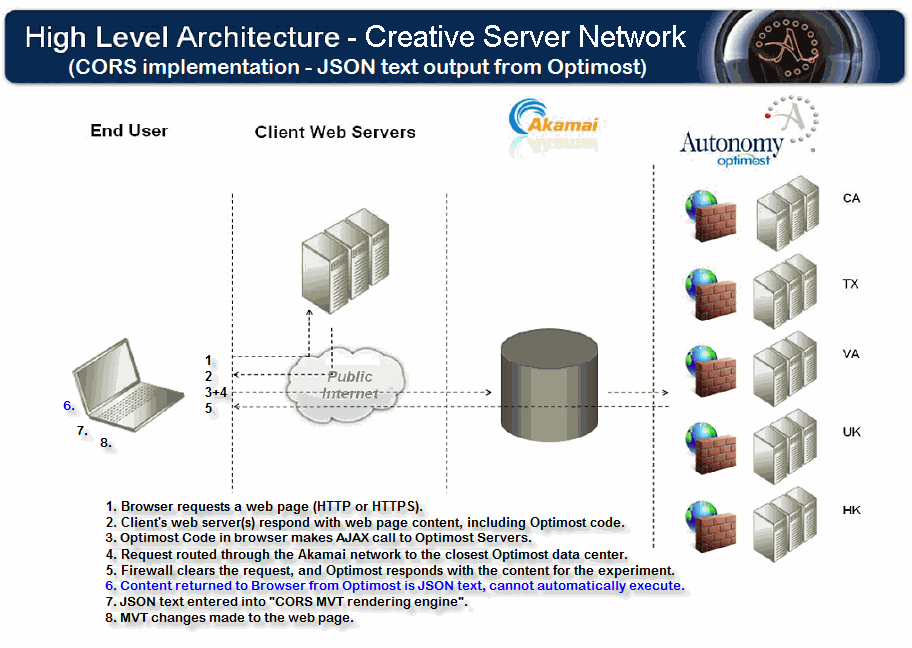 High Level Architecture - Creative Server Network
(CORS implementation - JSON text output from Optimost)
End User
Client Web Servers
Akamai
Autonomy
optimost
CA
TX
VA
UK
HK
Public
Internet
1
2
3+4
5
6.
7.
8.
1. Browser requests a web page (HTTP or HTTPS).
2. Client's web server(s) respond with web page content, including Optimost code.
3. Optimost Code in browser makes AJAX call to Optimost Servers.
4. Request routed through the Akamai network to the closest Optimost data center.
5. Firewall clears the request, and Optimost responds with the content for the experiment.
6. Content returned to Browser from Optimost is JSON text, cannot automatically execute.
7. JSON text entered into "CORS MVT rendering engine".
8. MVT changes made to the web page.